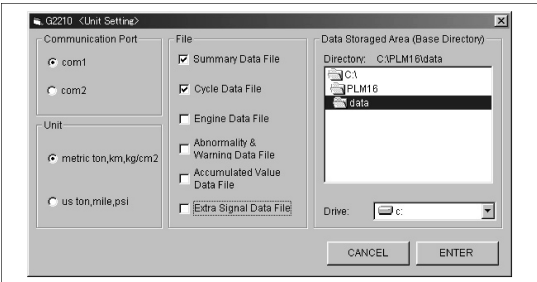 G2210 <Unit Setting>
Communication Port
com1
com2
Unit
metric ton,km,kg/cm2
us ton,mile,psi
File
Summary Data File
Cycle Data File
Engine Data File
Abnormality &
Warning Data File
Accumulated Value
Data File
Extra Signal Data File
Data Storaged Area (Base Directory)
Directory: C:\PLM16\data
C:\
PLM16
data
Drive: c:
CANCEL
ENTER